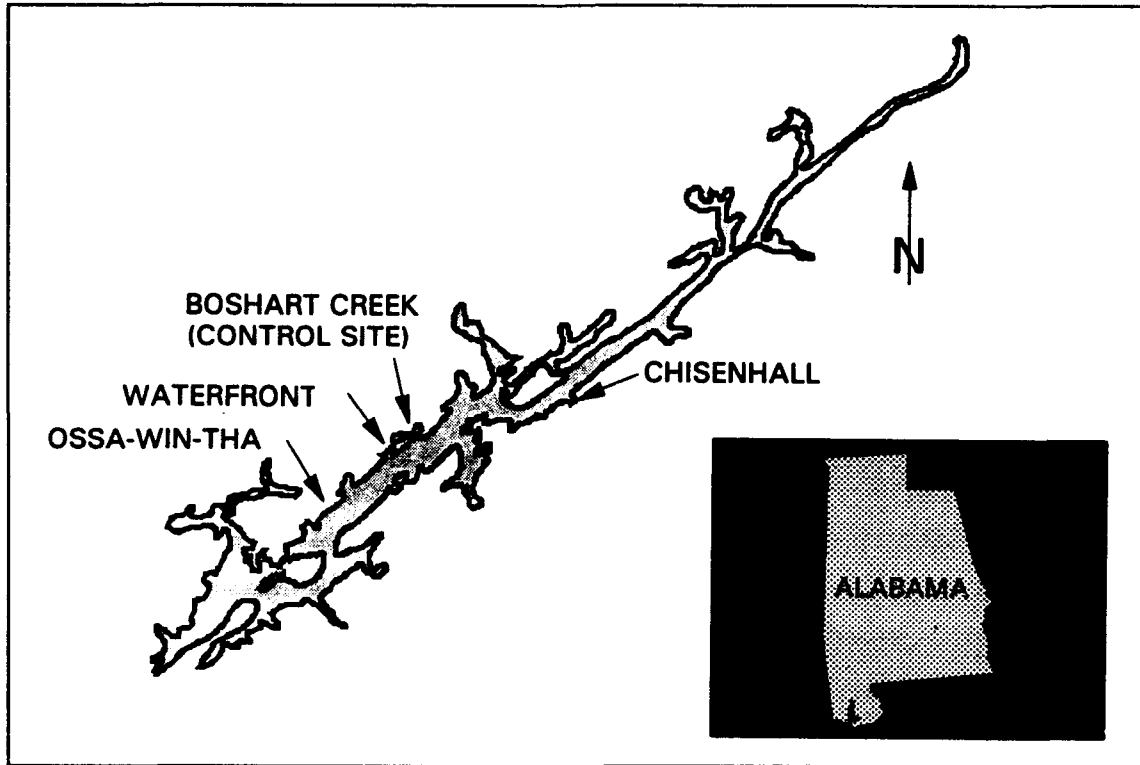 N
BOSHART CREEK
(CONTROL SITE)
WATERFRONT
CHISENHALL
OSSA-WIN-THA
ALABAMA